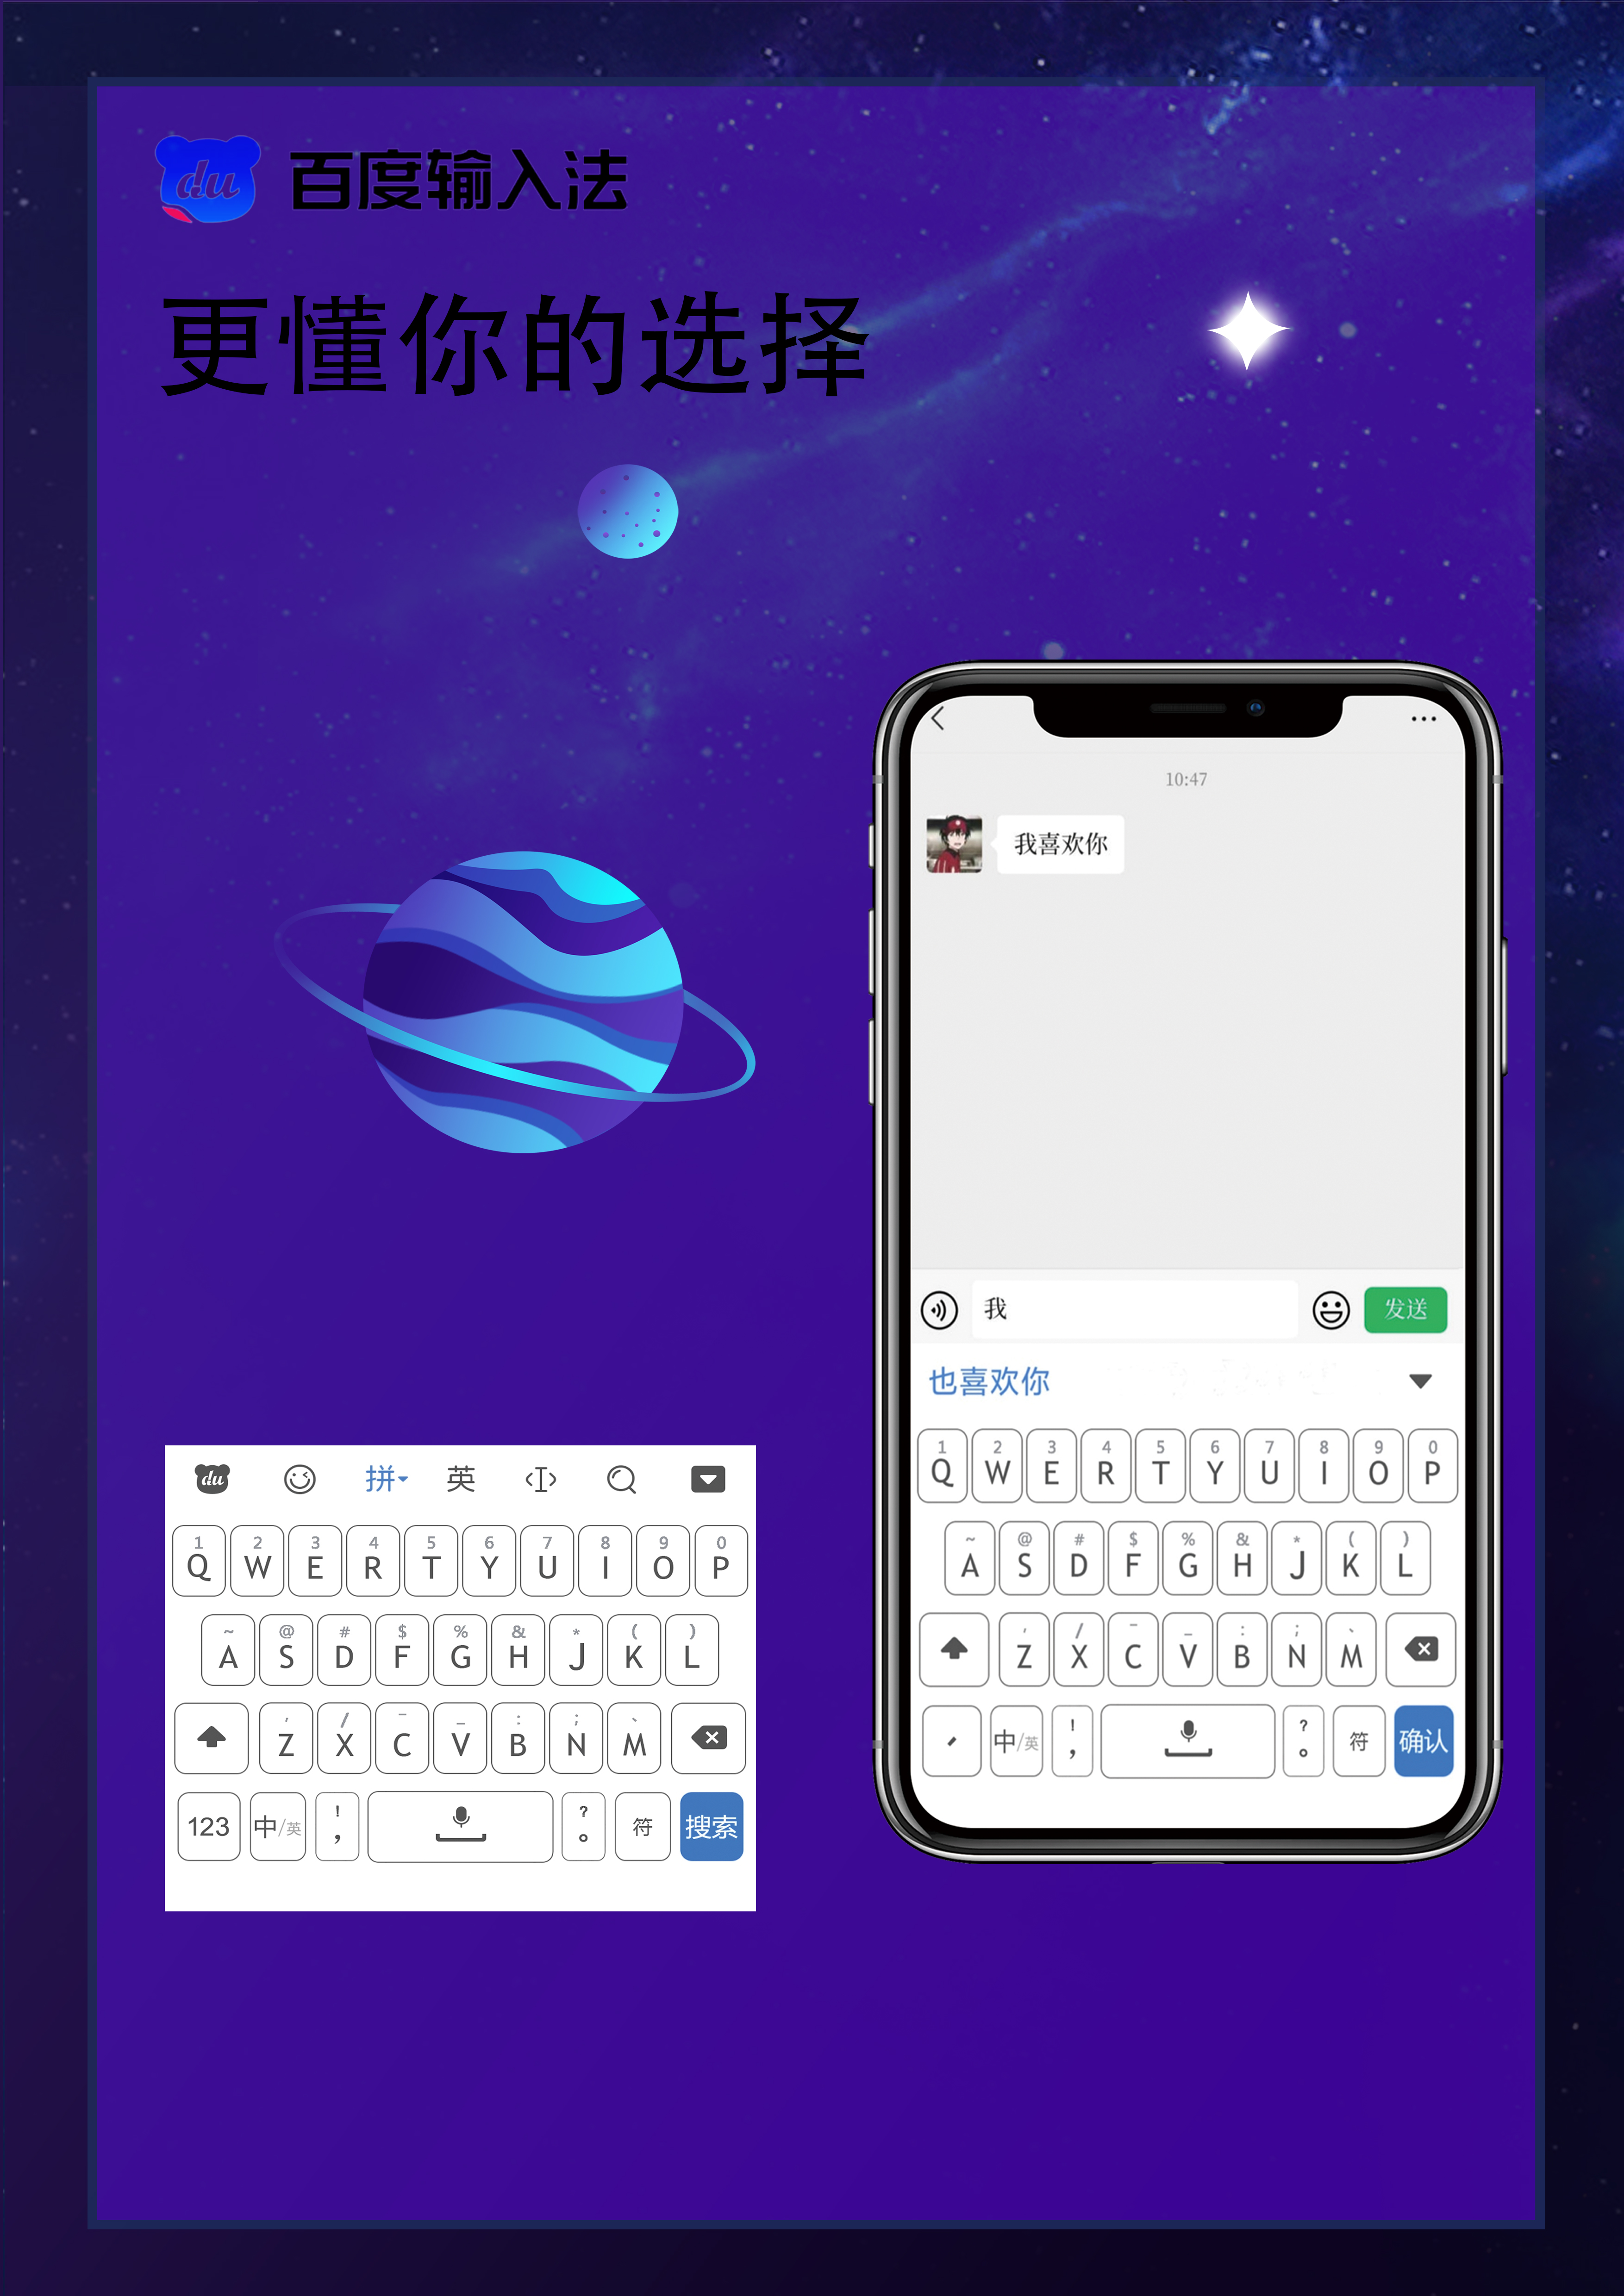 du 百度输入法
更懂你的选择
10:47
我喜欢你
我
发送
也喜欢你
1 2 3 4 5 6 7 8 9 0
Q W E R T Y U I O P
~ @ # $ % & * ( )
A S D F G H J K L
' / - _ : ; 、
Z X C V B N M
' 中/英 ! , ? 。 符 确认
du 拼 英
1 2 3 4 5 6 7 8 9 0
Q W E R T Y U I O P
~ @ # $ % & * ( )
A S D F G H J K L
' / - _ : ; 、
Z X C V B N M
123 中/英 ! , ? 。 符 搜索